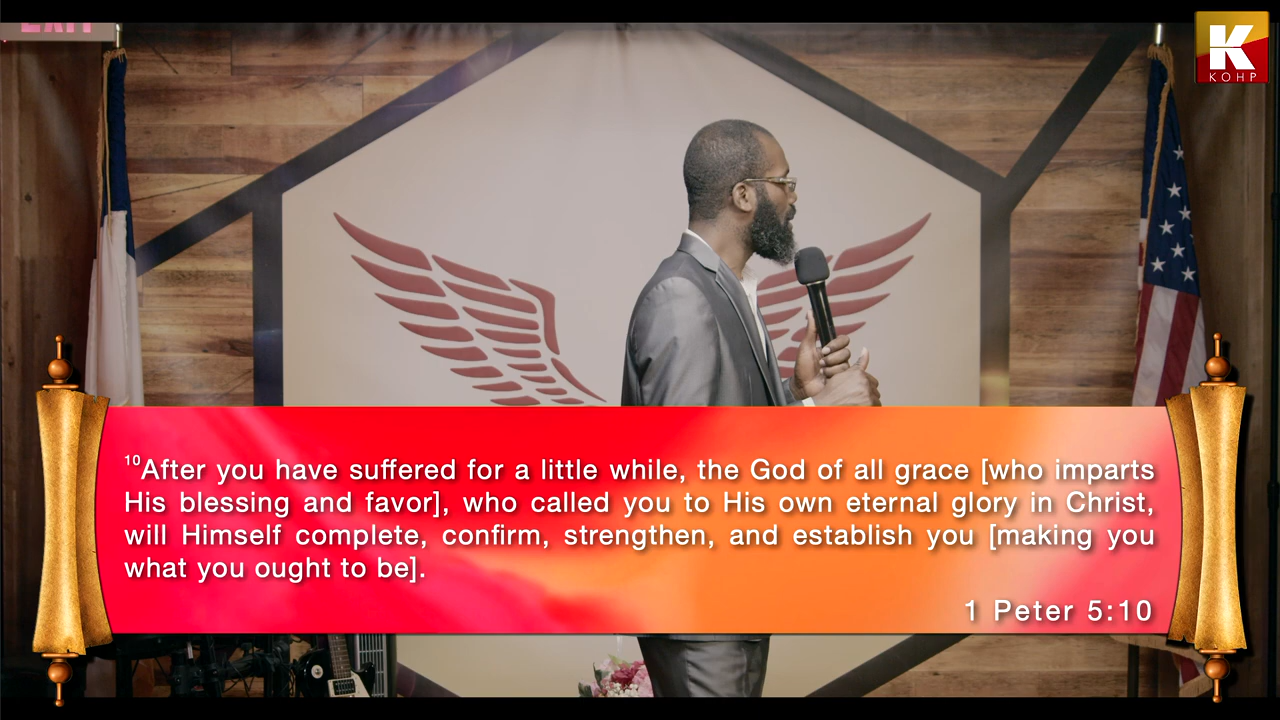 EXIT
K
KOHP
10After you have suffered for a little while, the God of all grace [who imparts
His blessing and favor], who called you to His own eternal glory in Christ,
will Himself complete, confirm, strengthen, and establish you [making you
what you ought to be].
1 Peter 5:10